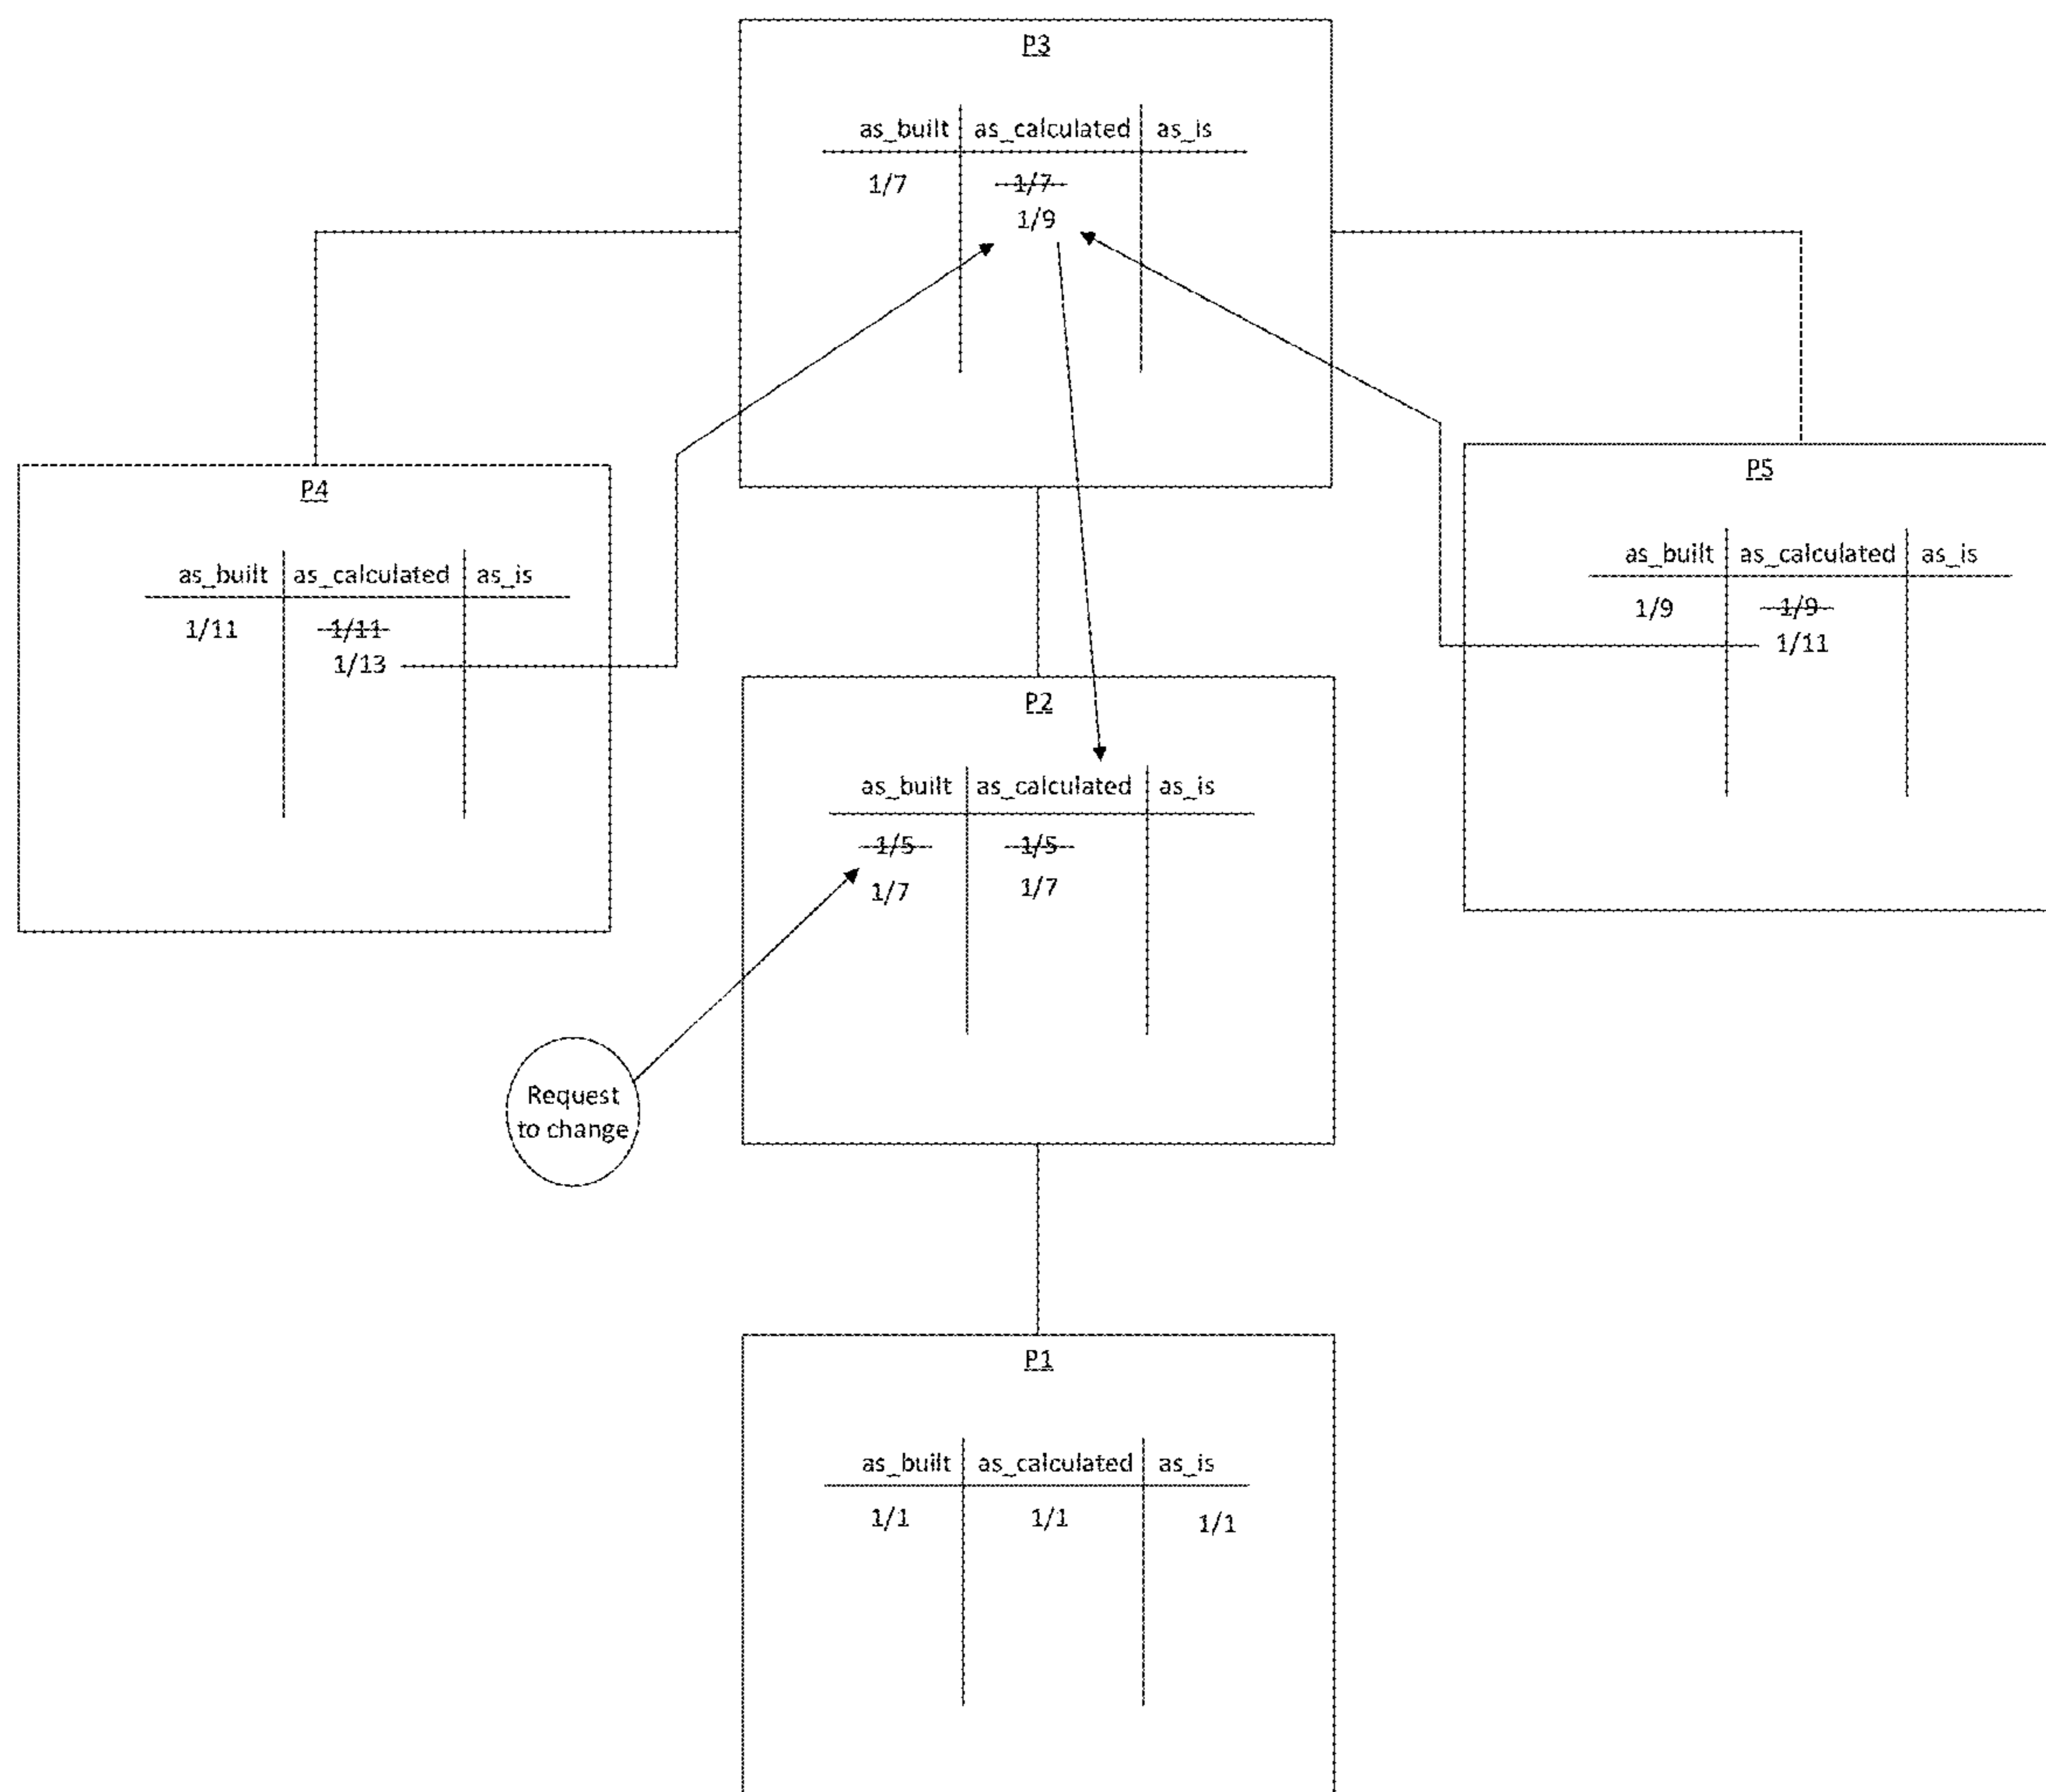 P3
as_built as_calculated as_is
1/7 1/7
1/9
P4
as_built as_calculated as_is
1/11 1/11
1/13
P5
as_built as_calculated as_is
1/9 1/9
1/11
P2
as_built as_calculated as_is
1/5 1/5
1/7 1/7
Request
to change
P1
as_built as_calculated as_is
1/1 1/1 1/1